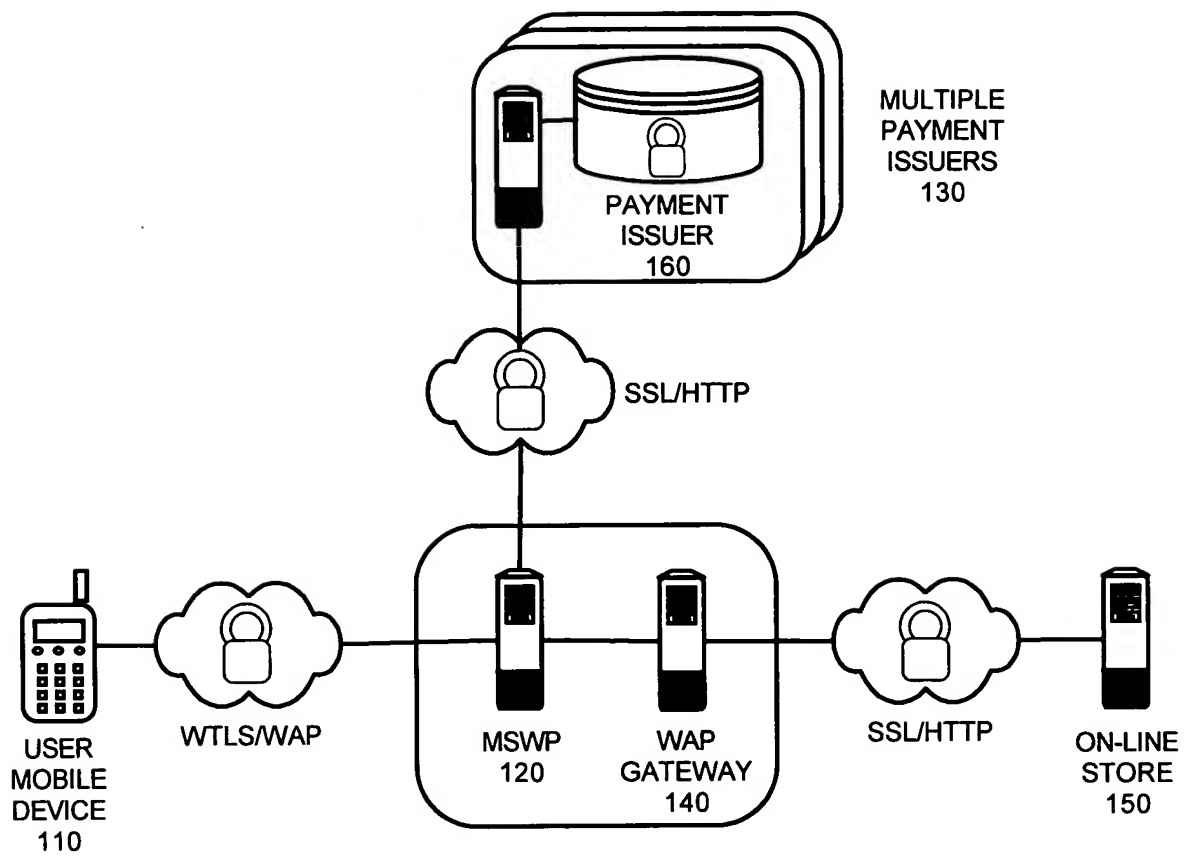 MULTIPLE
PAYMENT
ISSUERS
130
PAYMENT
ISSUER
160
SSL/HTTP
WTLS/WAP
SSL/HTTP
USER
MOBILE
DEVICE
110
MSWP
120
WAP
GATEWAY
140
ON-LINE
STORE
150